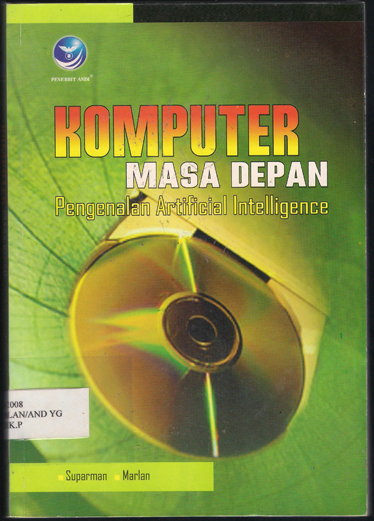 PENERBIT ANDI
KOMPUTER
MASA DEPAN
Pengenalan Artificial Intelligence
2008
LAN/AND YG
K.P
Suparman Marlan